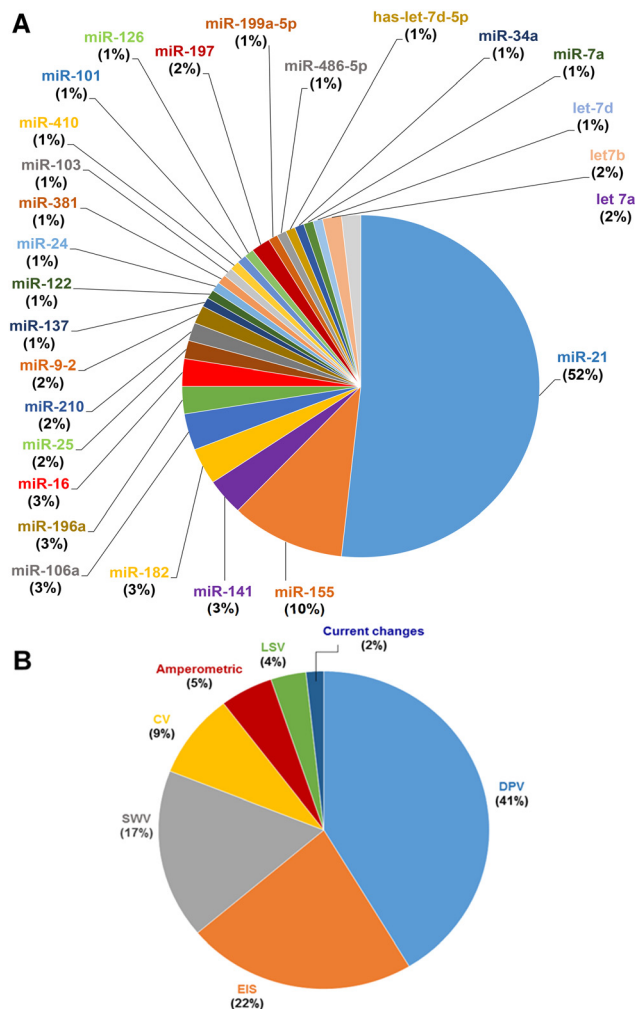 A
miR-199a-5p
(1%)
has-let-7d-5p
(1%)
miR-126
(1%)
miR-197
(2%)
miR-34a
(1%)
miR-486-5p
(1%)
miR-7a
(1%)
miR-101
(1%)
let-7d
(1%)
miR-410
(1%)
let7b
(2%)
miR-103
(1%)
let 7a
(2%)
miR-381
(1%)
miR-24
(1%)
miR-122
(1%)
miR-137
(1%)
miR-21
(52%)
miR-9-2
(2%)
miR-210
(2%)
miR-25
(2%)
miR-16
(3%)
miR-196a
(3%)
miR-106a
(3%)
miR-182
(3%)
miR-141
(3%)
miR-155
(10%)
B
Current changes
(2%)
LSV
(4%)
Amperometric
(5%)
CV
(9%)
DPV
(41%)
SWV
(17%)
EIS
(22%)